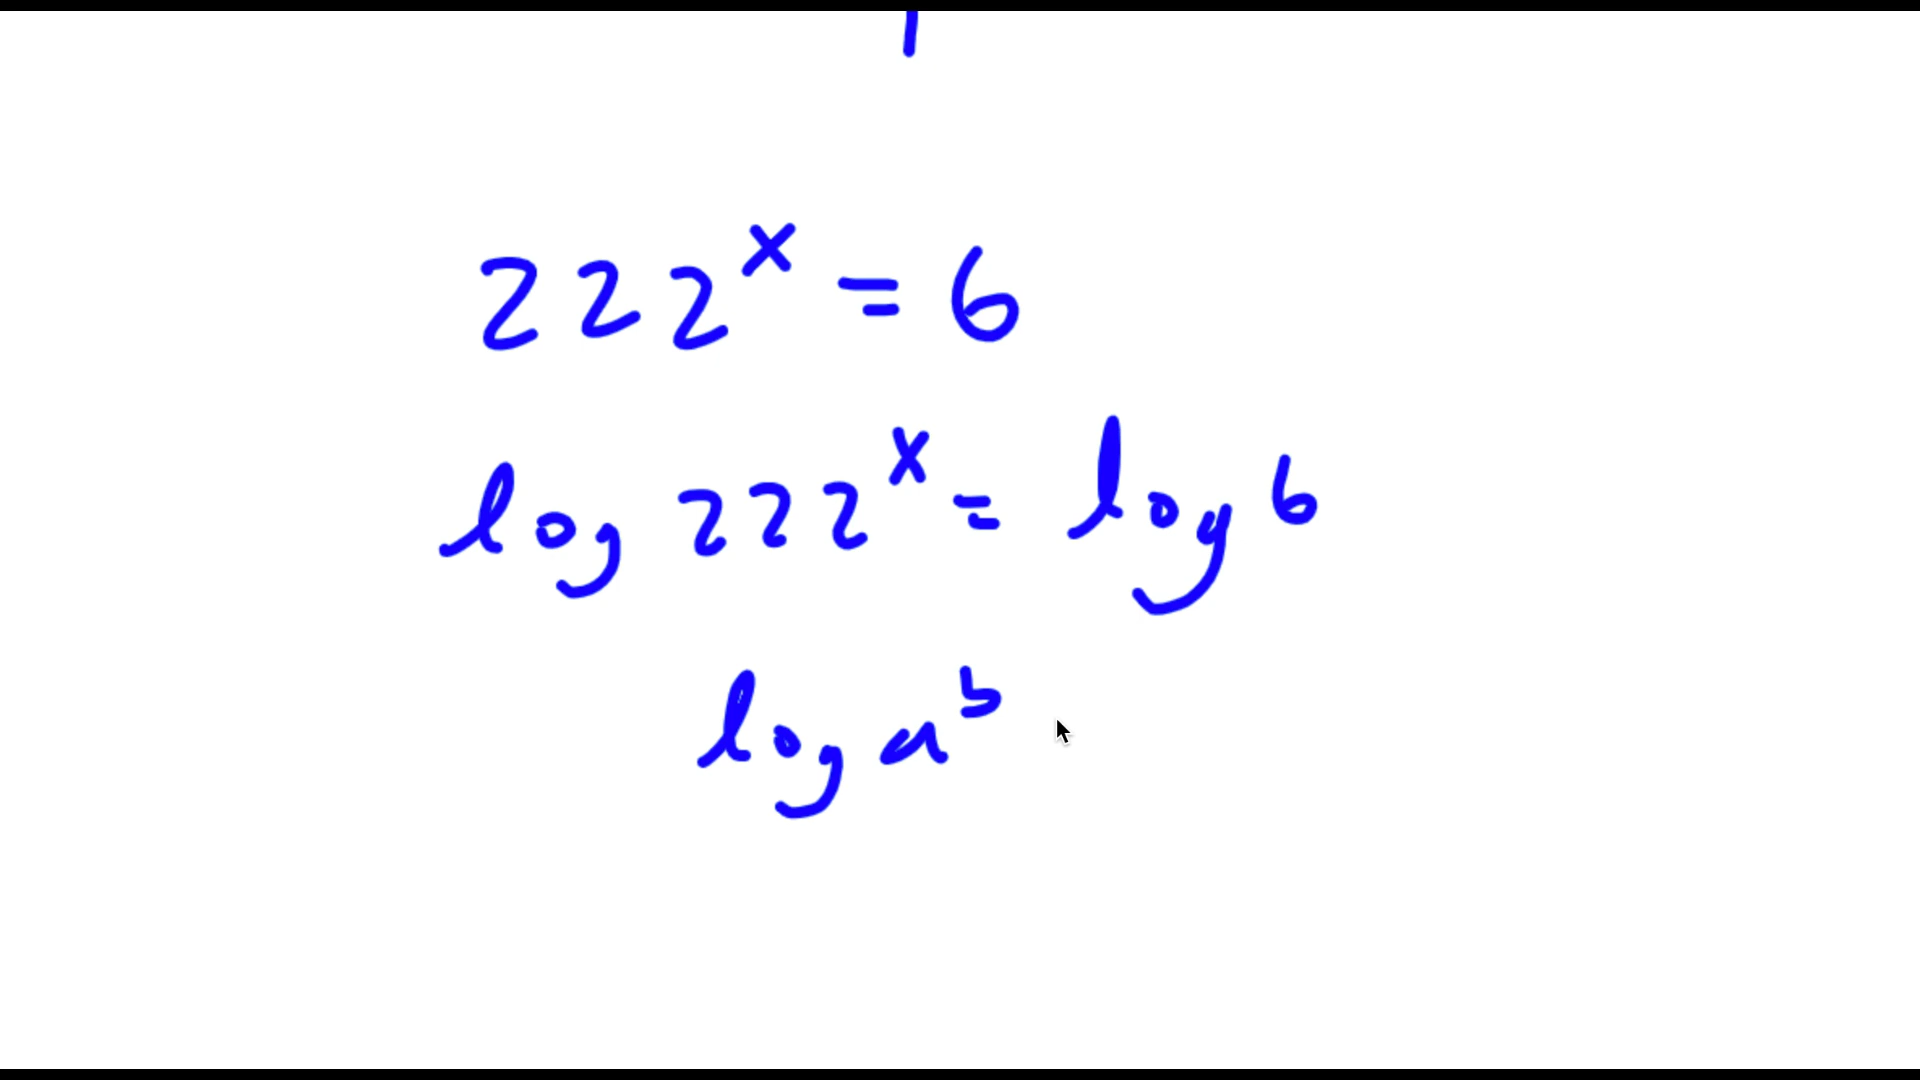 222^x = 6
log 222^x = log 6
log a^b